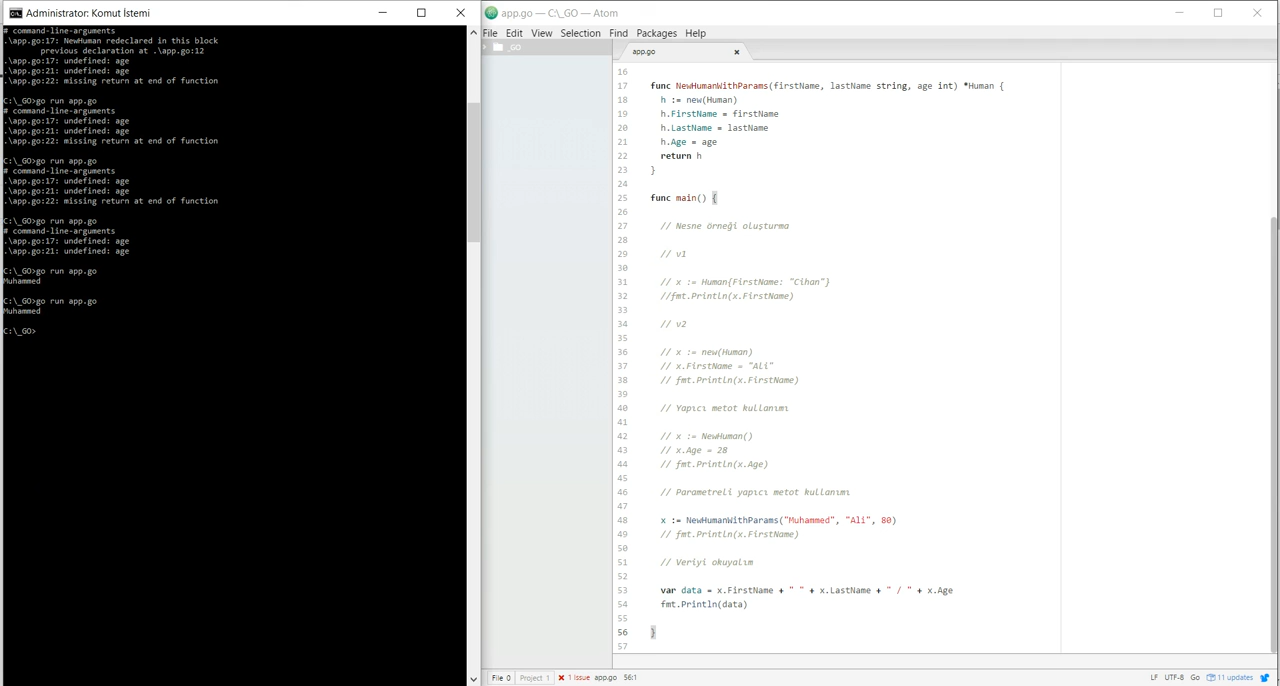 Administrator: Komut İstemi
# command-line-arguments
.\app.go:17: NewHuman redeclared in this block
previous declaration at .\app.go:12
.\app.go:17: undefined: age
.\app.go:21: undefined: age
.\app.go:22: missing return at end of function
C:\_GO>go run app.go
# command-line-arguments
.\app.go:17: undefined: age
.\app.go:21: undefined: age
.\app.go:22: missing return at end of function
C:\_GO>go run app.go
# command-line-arguments
.\app.go:17: undefined: age
.\app.go:21: undefined: age
.\app.go:22: missing return at end of function
C:\_GO>go run app.go
# command-line-arguments
.\app.go:17: undefined: age
.\app.go:21: undefined: age
C:\_GO>go run app.go
Muhammed
C:\_GO>go run app.go
Muhammed
C:\_GO>
app.go — C:\_GO — Atom
File Edit View Selection Find Packages Help
_GO
app.go
16
17 func NewHumanWithParams(firstName, lastName string, age int) *Human {
18 h := new(Human)
19 h.FirstName = firstName
20 h.LastName = lastName
21 h.Age = age
22 return h
23 }
24
25 func main() {
26
27 // Nesne örneği oluşturma
28
29 // v1
30
31 // x := Human{FirstName: "Cihan"}
32 //fmt.Println(x.FirstName)
33
34 // v2
35
36 // x := new(Human)
37 // x.FirstName = "Ali"
38 // fmt.Println(x.FirstName)
39
40 // Yapıcı metot kullanımı
41
42 // x := NewHuman()
43 // x.Age = 28
44 // fmt.Println(x.Age)
45
46 // Parametreli yapıcı metot kullanımı
47
48 x := NewHumanWithParams("Muhammed", "Ali", 80)
49 // fmt.Println(x.FirstName)
50
51 // Veriyi okuyalım
52
53 var data = x.FirstName + " " + x.LastName + " / " + x.Age
54 fmt.Println(data)
55
56 }
57
File 0 Project 1 1 Issue app.go 56:1 LF UTF-8 Go 11 updates